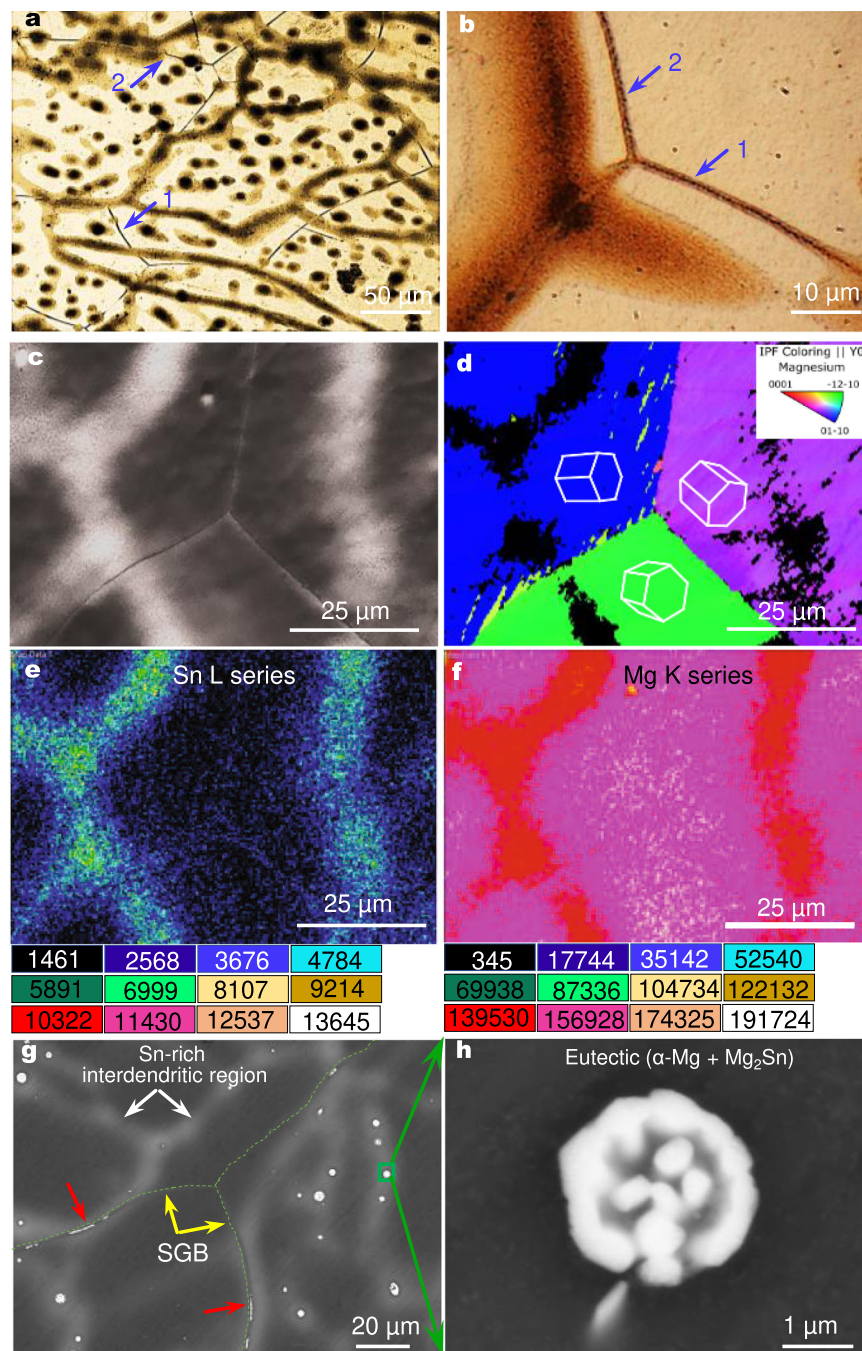 a
2
1
50 μm
b
2
1
10 μm
c
25 μm
d
IPF Coloring || Y0
Magnesium
0001
-12-10
01-10
25 μm
e
Sn L series
25 μm
f
Mg K series
25 μm
1461 2568 3676 4784
5891 6999 8107 9214
10322 11430 12537 13645
345 17744 35142 52540
69938 87336 104734 122132
139530 156928 174325 191724
g
Sn-rich
interdendritic region
SGB
20 μm
h
Eutectic (α-Mg + Mg₂Sn)
1 μm